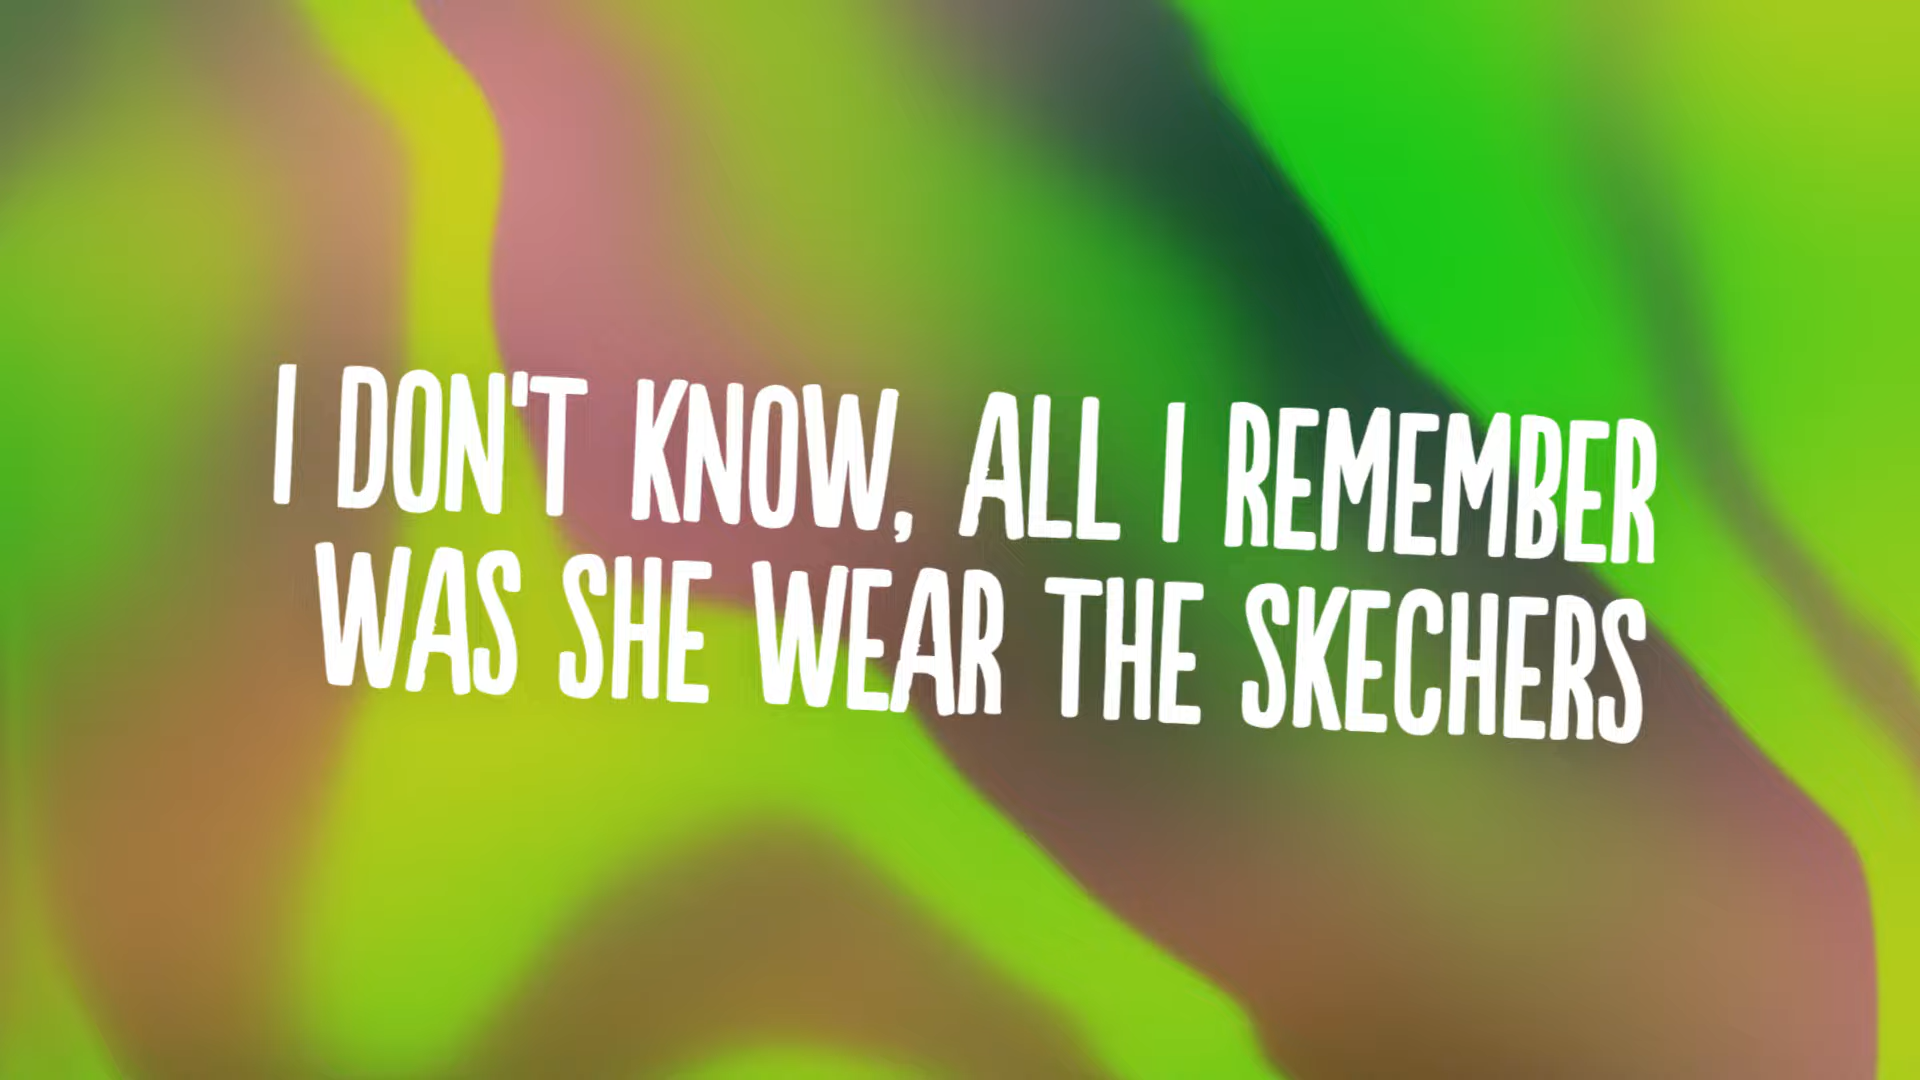 I DON'T KNOW, ALL I REMEMBER
WAS SHE WEAR THE SKECHERS